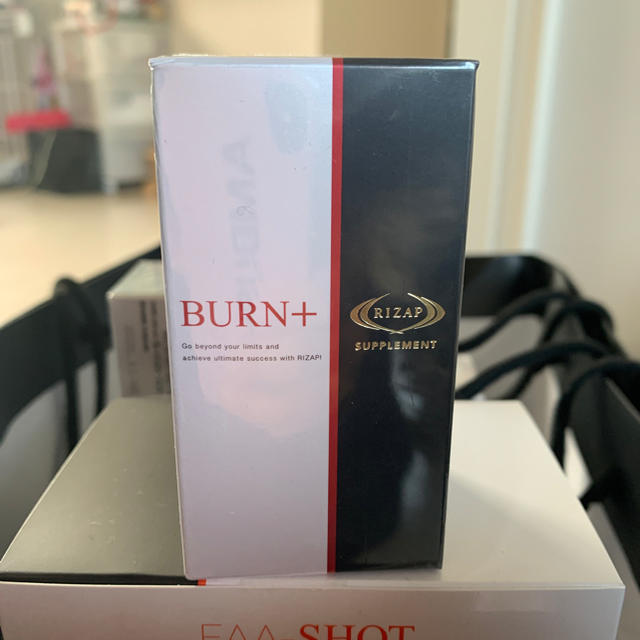 BURN+
Go beyond your limits and
achieve ultimate success with RIZAP!
RIZAP
SUPPLEMENT
EAA-SHOT